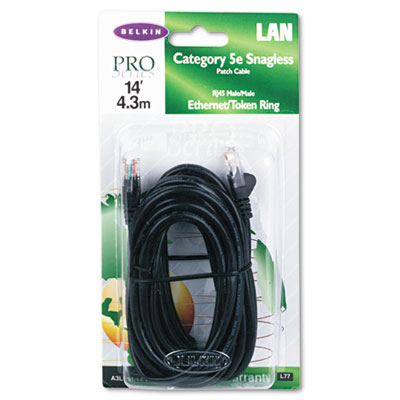 BELKIN
LAN
PRO
Series
14'
4.3m
Category 5e Snagless
Patch Cable
RJ45 Male/Male
Ethernet/Token Ring
A3L
L77